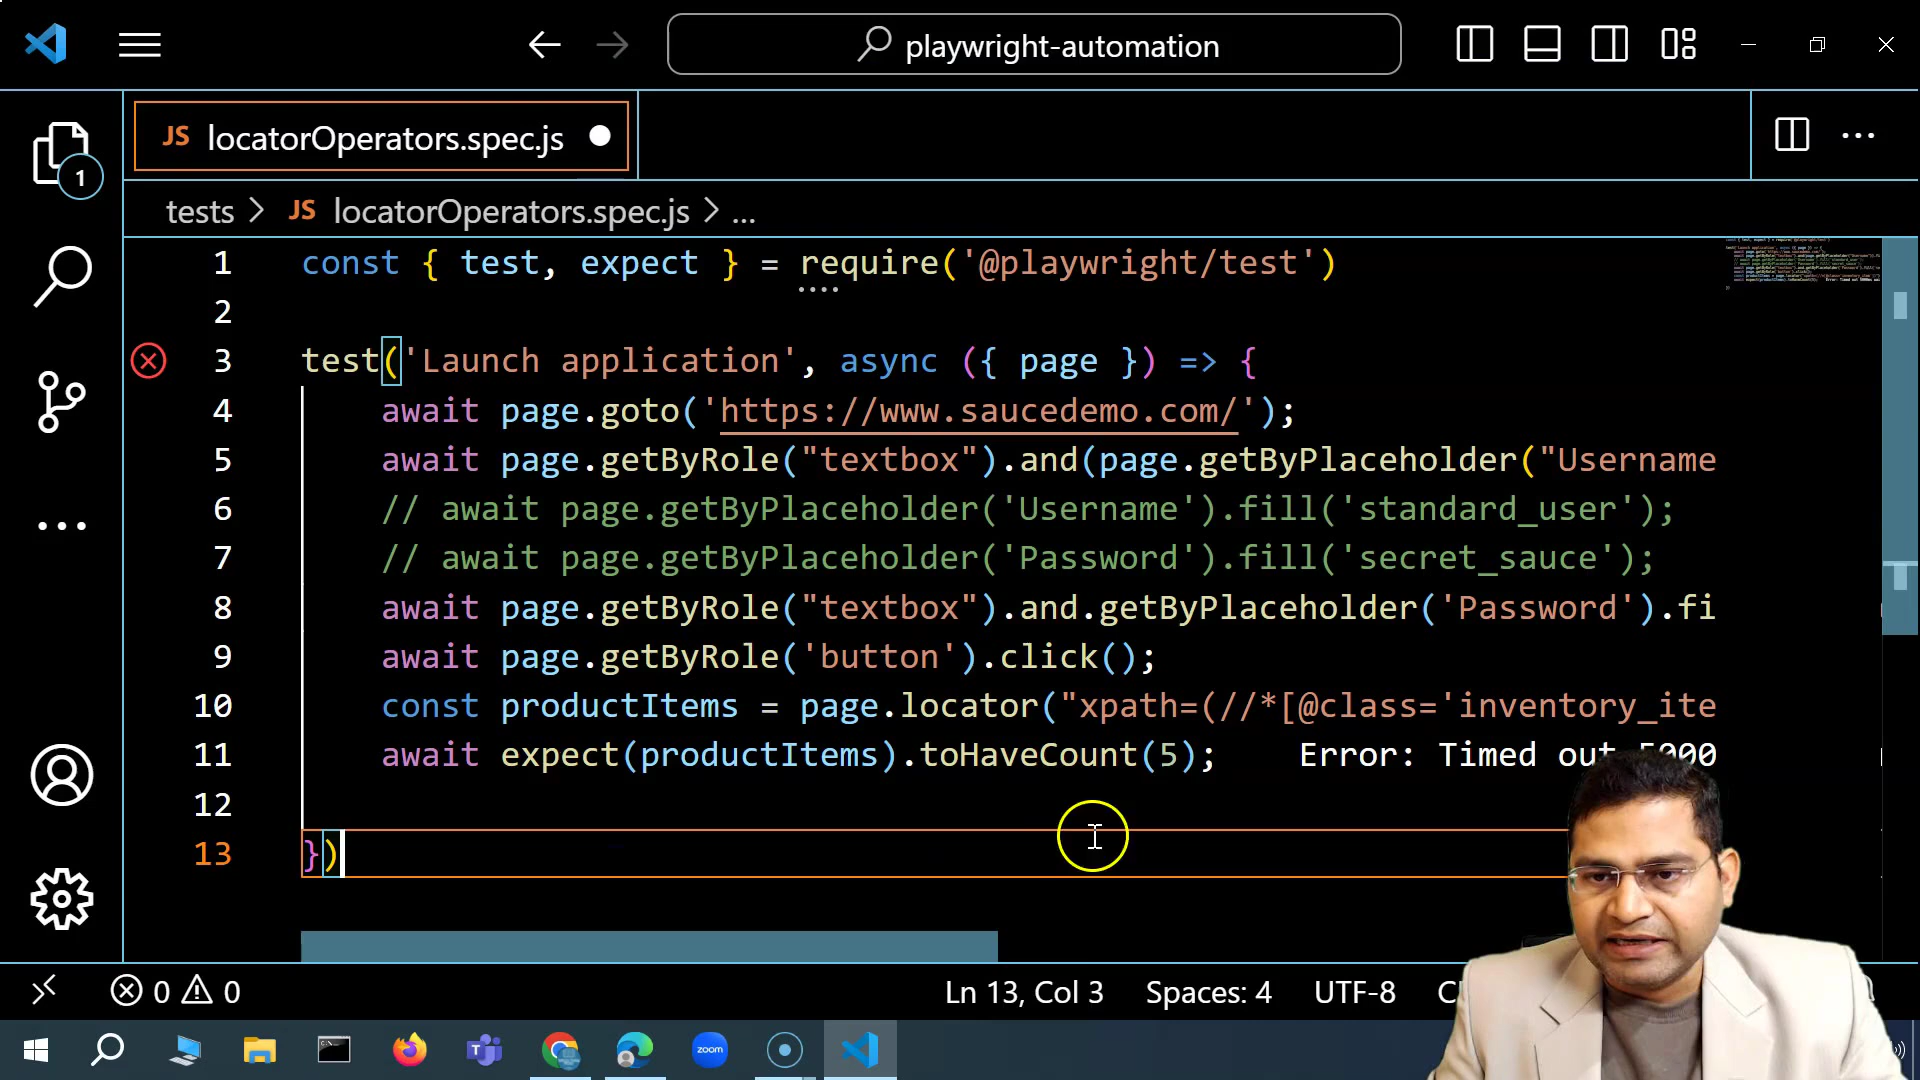 playwright-automation
JS locatorOperators.spec.js
1
tests > JS locatorOperators.spec.js > ...
1 const { test, expect } = require('@playwright/test')
2
3 test('Launch application', async ({ page }) => {
4 await page.goto('https://www.saucedemo.com/');
5 await page.getByRole("textbox").and(page.getByPlaceholder("Username
6 // await page.getByPlaceholder('Username').fill('standard_user');
7 // await page.getByPlaceholder('Password').fill('secret_sauce');
8 await page.getByRole("textbox").and.getByPlaceholder('Password').fi
9 await page.getByRole('button').click();
10 const productItems = page.locator("xpath=(//*[@class='inventory_ite
11 await expect(productItems).toHaveCount(5); Error: Timed out 5000
12
13 })
0 0 Ln 13, Col 3 Spaces: 4 UTF-8
zoom